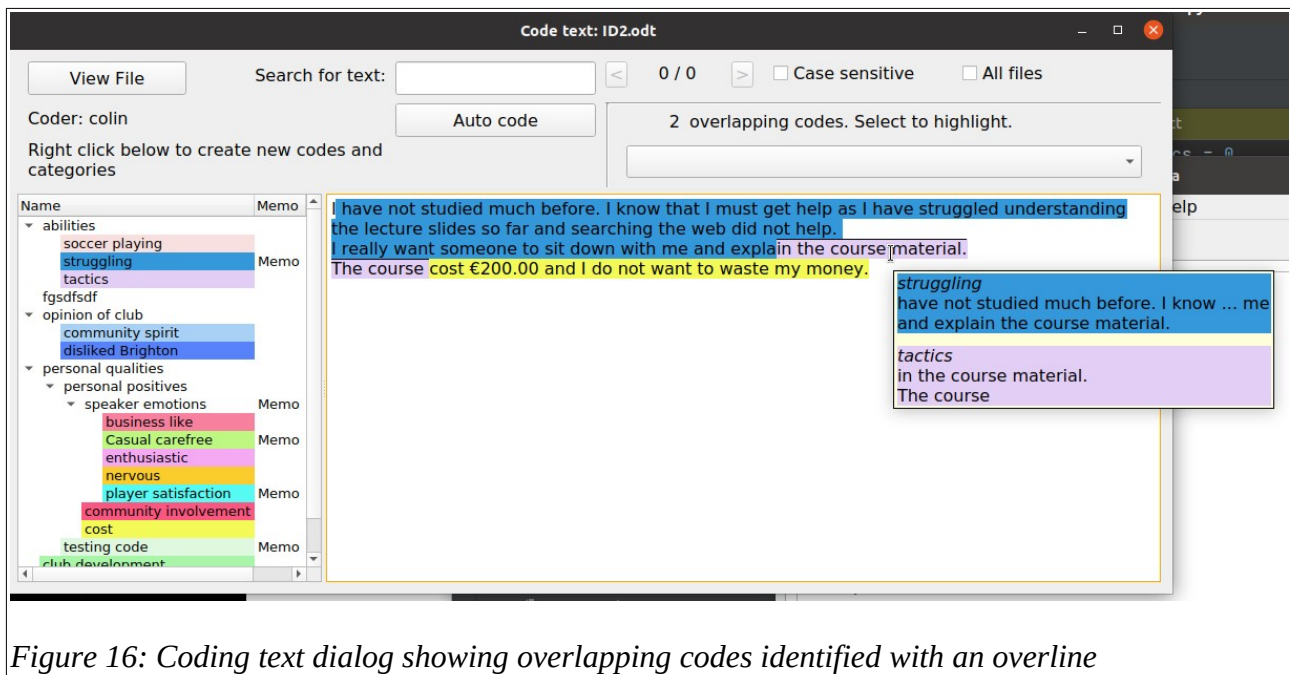 Code text: ID2.odt
View File
Search for text:
<
0 / 0
>
Case sensitive
All files
Coder: colin
Auto code
2 overlapping codes. Select to highlight.
Right click below to create new codes and
categories
Name Memo
abilities
soccer playing
struggling Memo
tactics
fgsdfsdf
opinion of club
community spirit
disliked Brighton
personal qualities
personal positives
speaker emotions Memo
business like
Casual carefree Memo
enthusiastic
nervous
player satisfaction Memo
community involvement
cost
testing code Memo
club development
I have not studied much before. I know that I must get help as I have struggled understanding
the lecture slides so far and searching the web did not help.
I really want someone to sit down with me and explain in the course material.
The course cost €200.00 and I do not want to waste my money.
struggling
have not studied much before. I know ... me
and explain the course material.
tactics
in the course material.
The course
= 0
elp
Figure 16: Coding text dialog showing overlapping codes identified with an overline